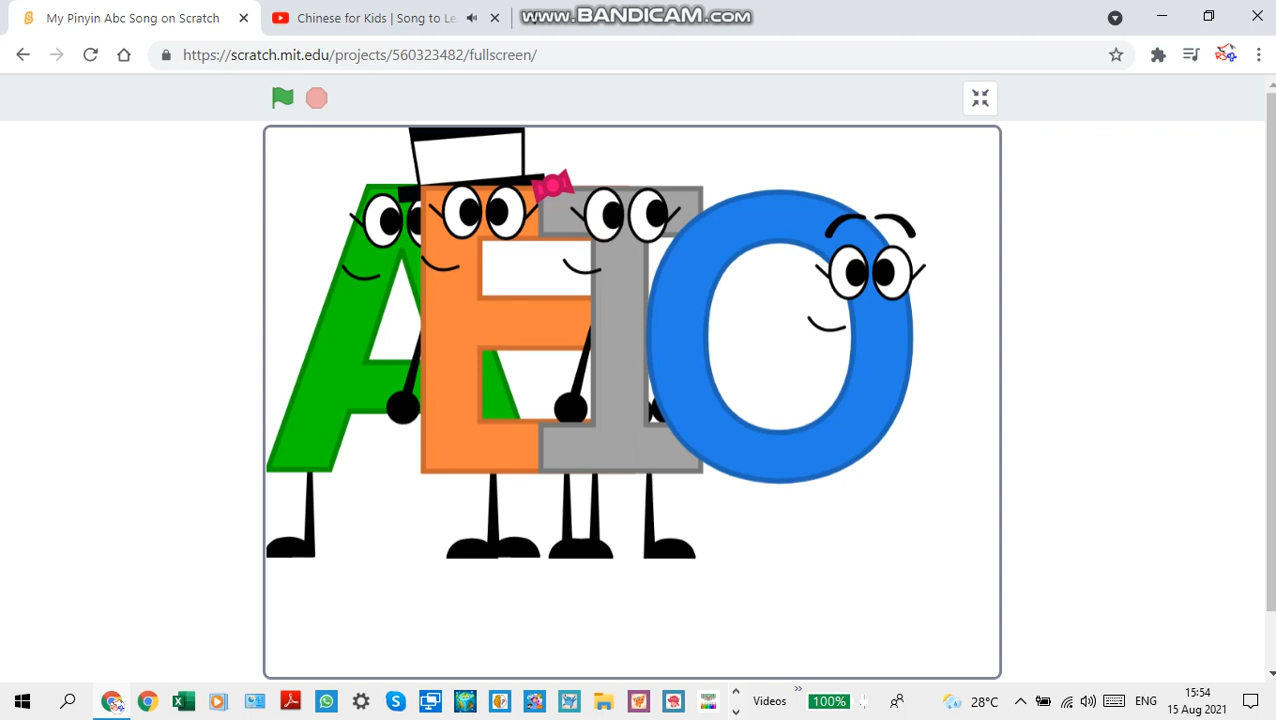 My Pinyin Abc Song on Scratch
Chinese for Kids | Song to Le
www.BANDICAM.com
https://scratch.mit.edu/projects/560323482/fullscreen/
A E I O
Videos
100%
28°C
ENG
15:54
15 Aug 2021